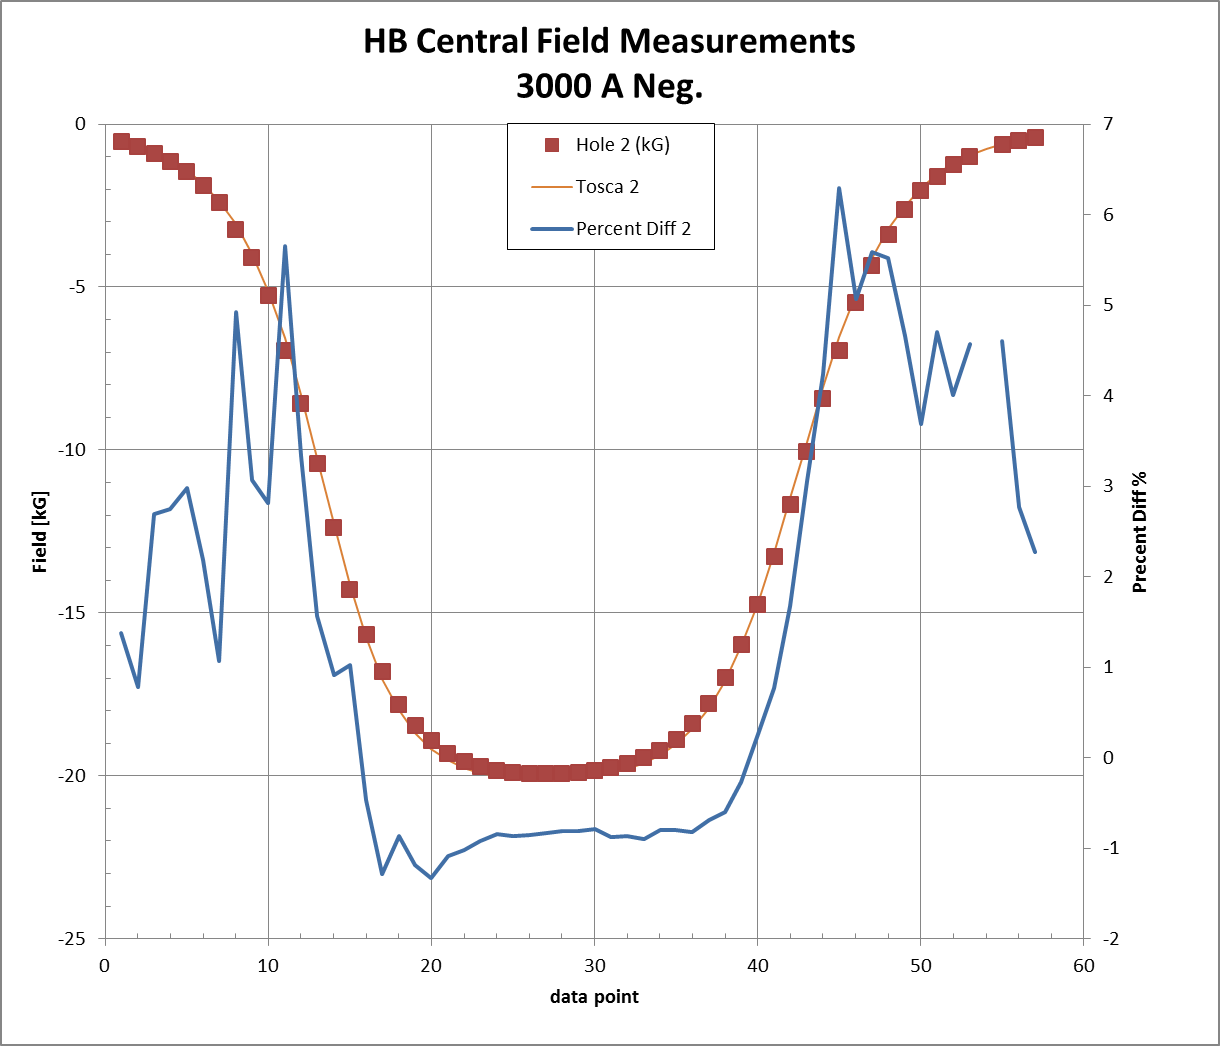 HB Central Field Measurements
3000 A Neg.
Hole 2 (kG)
Tosca 2
Percent Diff 2
0
-5
-10
-15
-20
-25
Field [kG]
7
6
5
4
3
2
1
0
-1
-2
Precent Diff %
0 10 20 30 40 50 60
data point